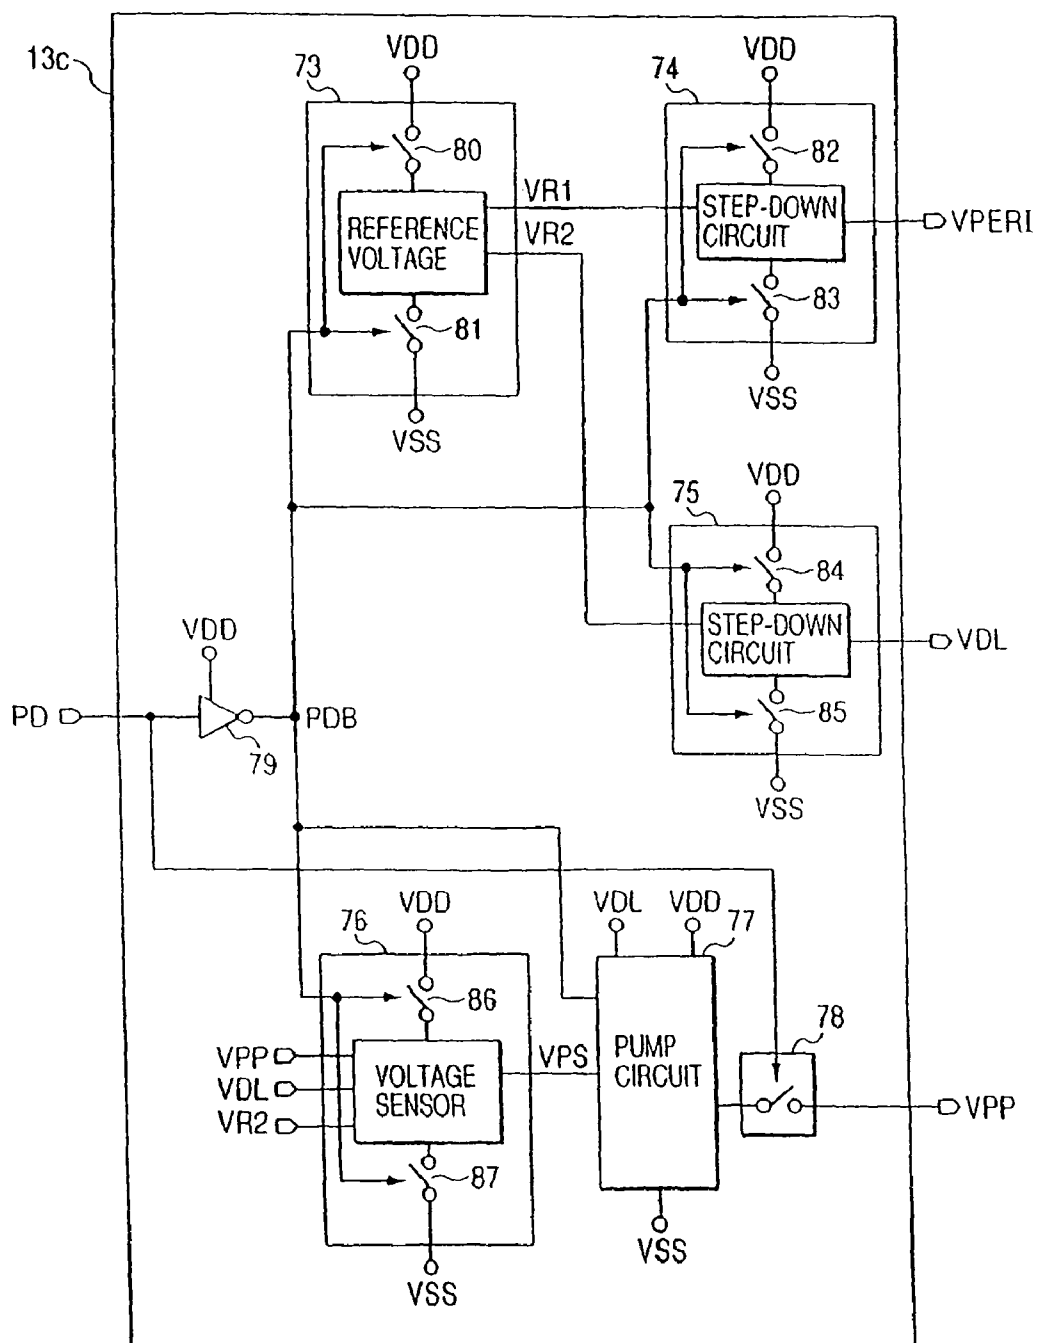 13c
VDD
73
80
REFERENCE
VOLTAGE
VR1
VR2
81
VSS
VDD
74
82
STEP-DOWN
CIRCUIT
VPERI
83
VSS
VDD
75
84
STEP-DOWN
CIRCUIT
VDL
85
VSS
VDD
PD
PDB
79
VDD
76
86
VPP
VDL
VR2
VOLTAGE
SENSOR
VPS
87
VSS
VDL
VDD
77
PUMP
CIRCUIT
78
VPP
VSS